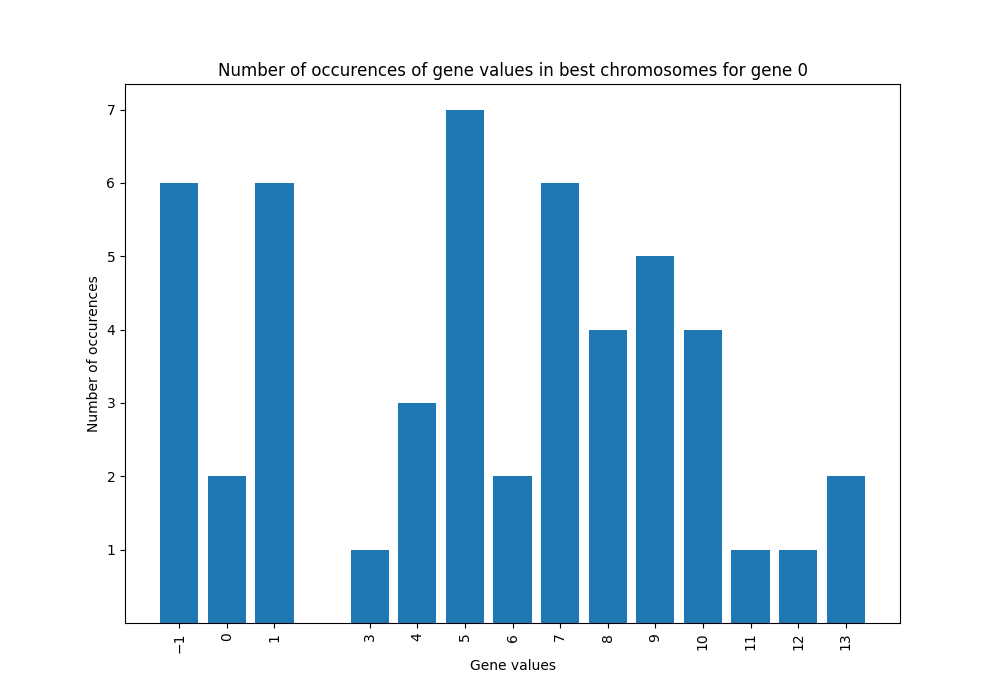 Number of occurences of gene values in best chromosomes for gene 0
Number of occurences
7
6
5
4
3
2
1
−1 0 1 3 4 5 6 7 8 9 10 11 12 13
Gene values